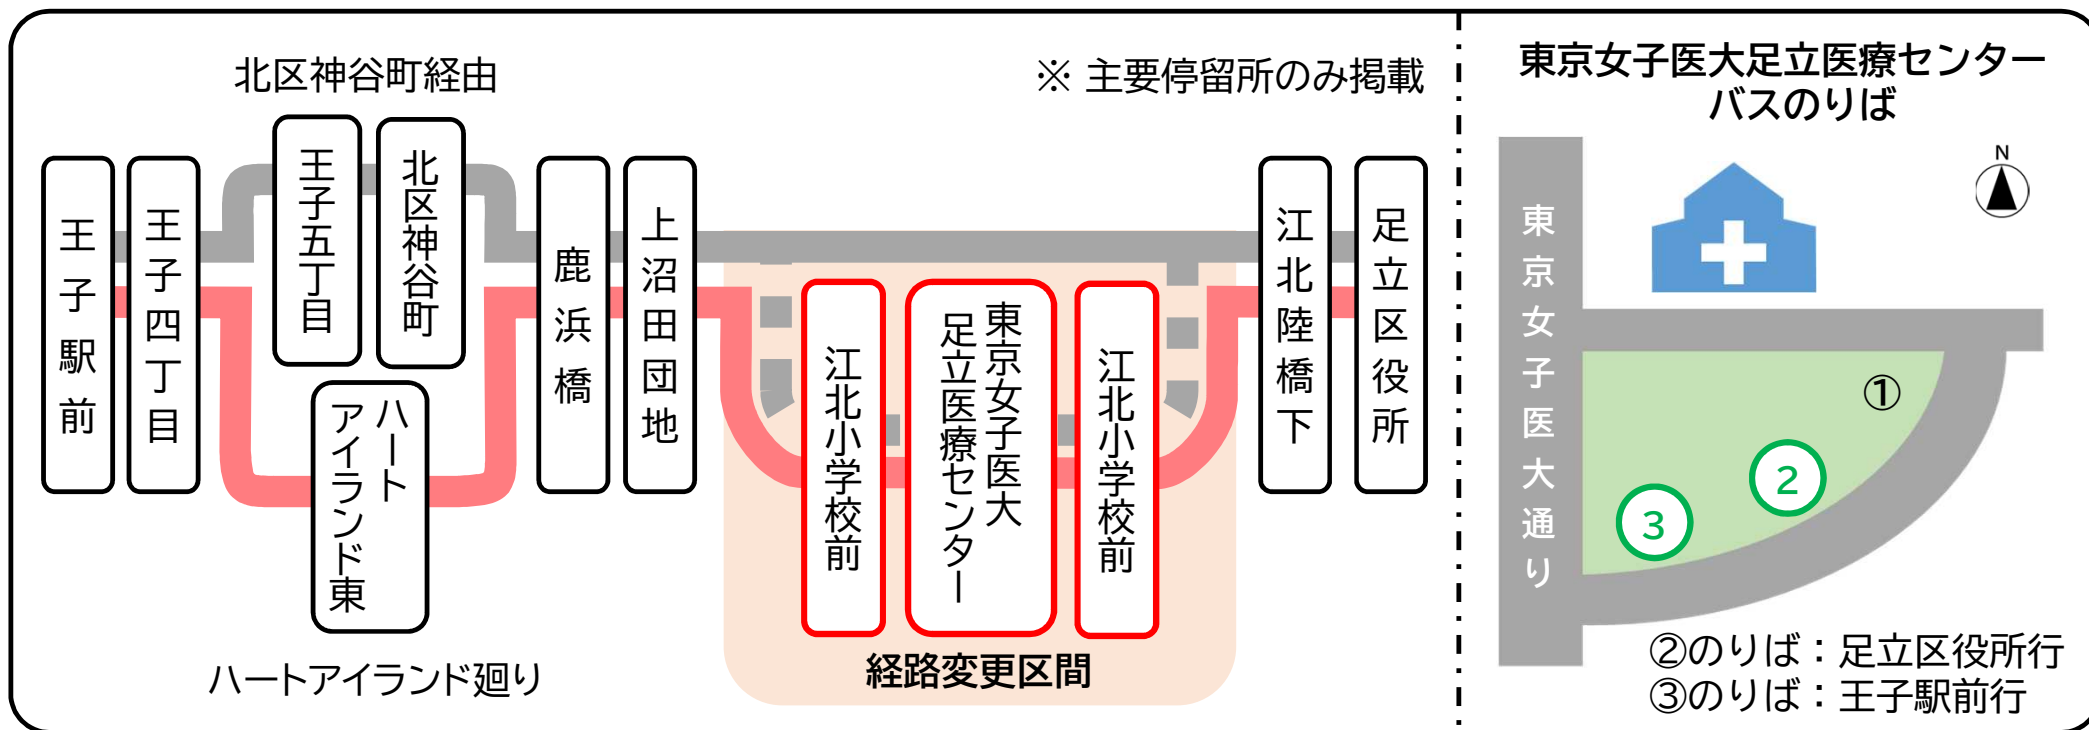 北区神谷町経由
※ 主要停留所のみ掲載
王子駅前
王子四丁目
王子五丁目
北区神谷町
ハート
アイランド東
鹿浜橋
上沼田団地
江北小学校前
東京女子医大
足立医療センター
江北小学校前
江北陸橋下
足立区役所
ハートアイランド廻り
経路変更区間
東京女子医大足立医療センター
バスのりば
N
東京女子医大通り
①
②
③
②のりば：足立区役所行
③のりば：王子駅前行